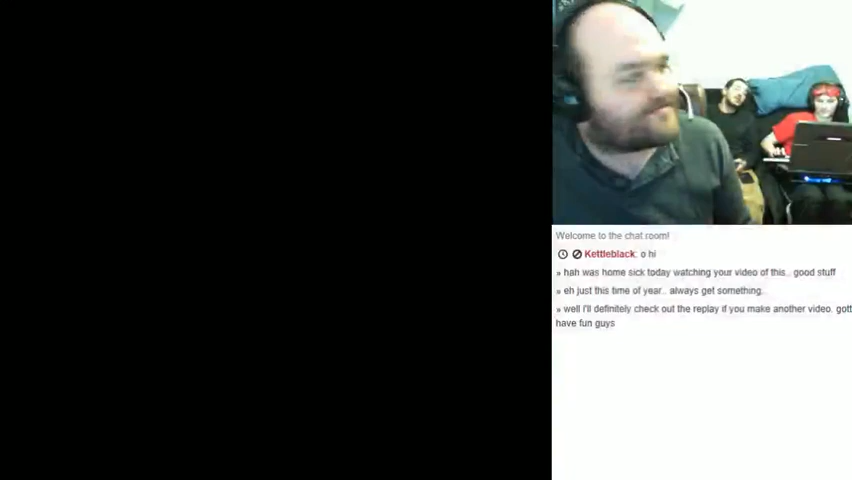 Welcome to the chat room!
Kettleblack: o hi
» hah was home sick today watching your video of this.. good stuff
» eh just this time of year.. always get something..
» well i'll definitely check out the replay if you make another video. gott
have fun guys